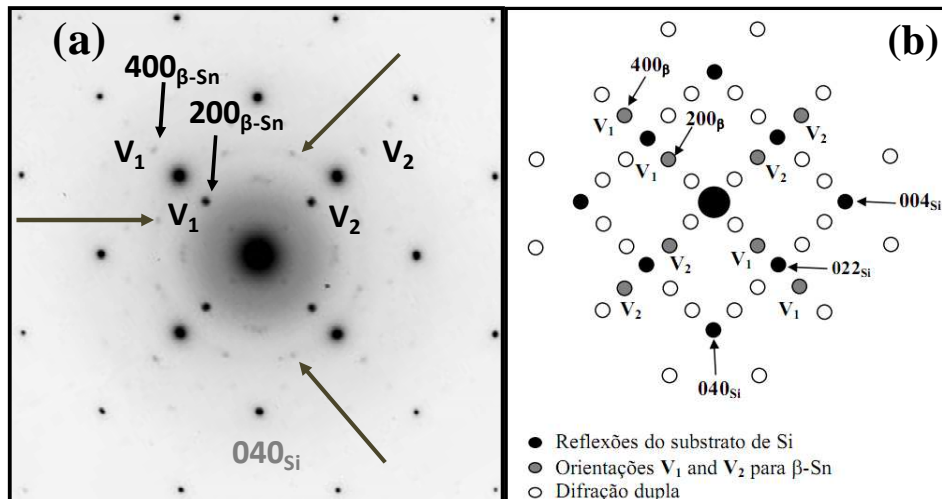 (a)
400β-Sn
200β-Sn
V1
V2
V1
V2
040Si
(b)
400β
V1
V2
200β
V1
V2
004Si
V2
V1
022Si
V2
V1
040Si
Reflexões do substrato de Si
Orientações V1 and V2 para β-Sn
Difração dupla